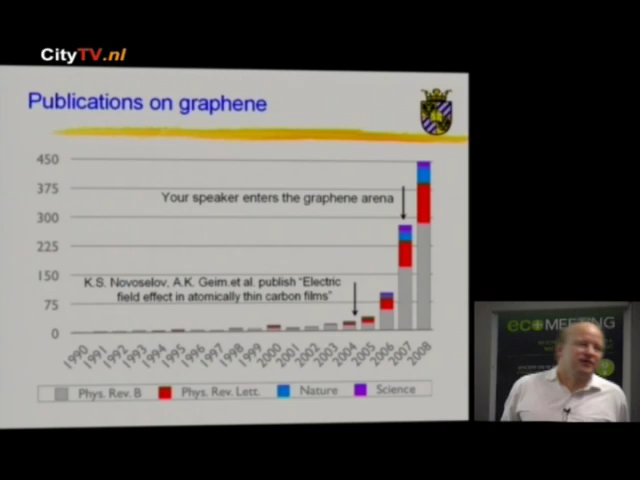 CityTV.nl
Publications on graphene
450
375
300
225
150
75
0
Your speaker enters the graphene arena
K.S. Novoselov, A.K. Geim.et al. publish "Electric
field effect in atomically thin carbon films"
1990 1991 1992 1993 1994 1995 1996 1997 1998 1999 2000 2001 2002 2003 2004 2005 2006 2007 2008
Phys. Rev. B Phys. Rev. Lett. Nature Science
eco MEETING